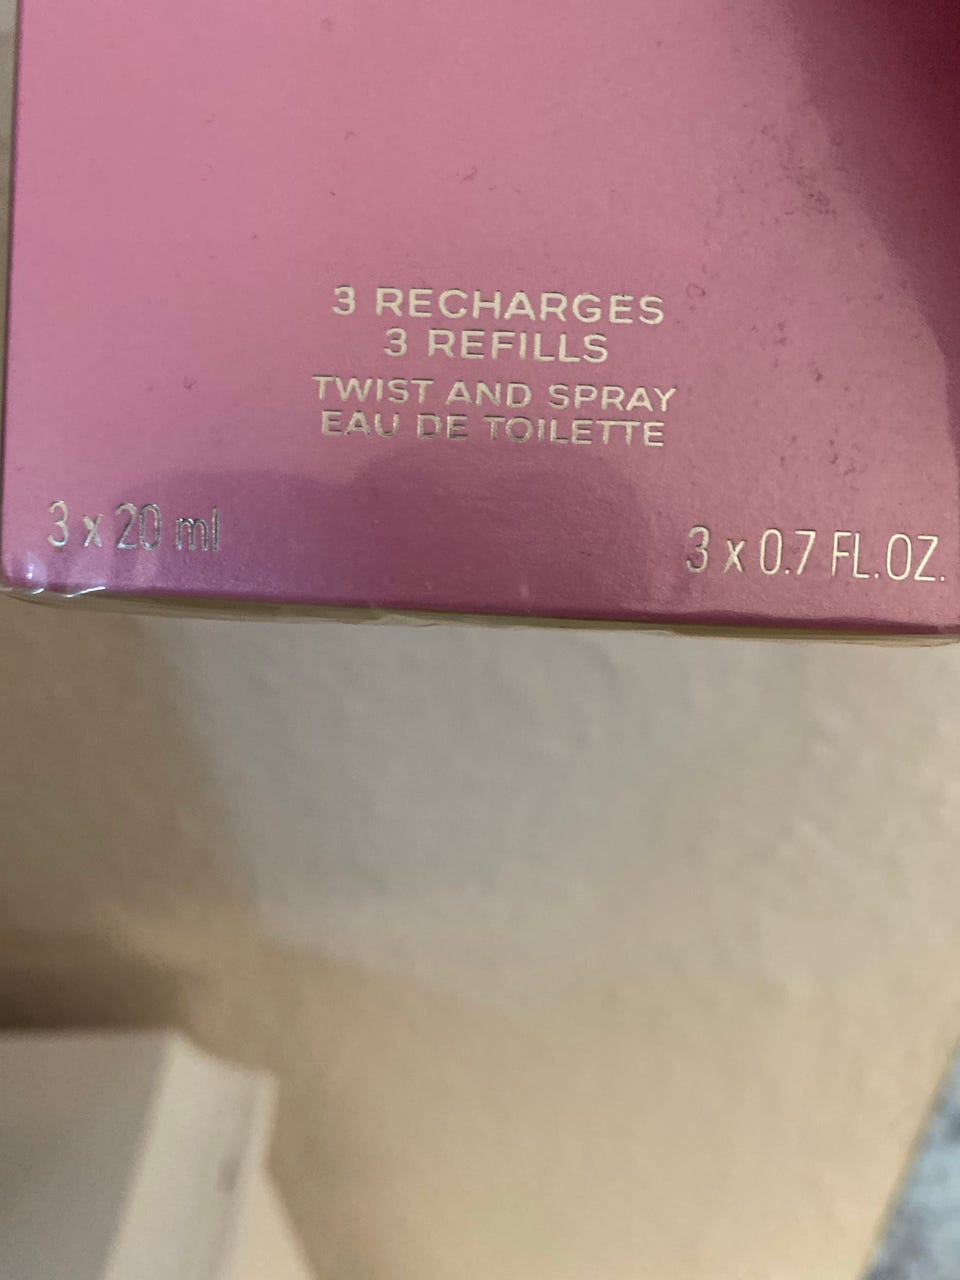 3 RECHARGES
3 REFILLS
TWIST AND SPRAY
EAU DE TOILETTE
3 x 20 ml
3 x 0.7 FL.OZ.